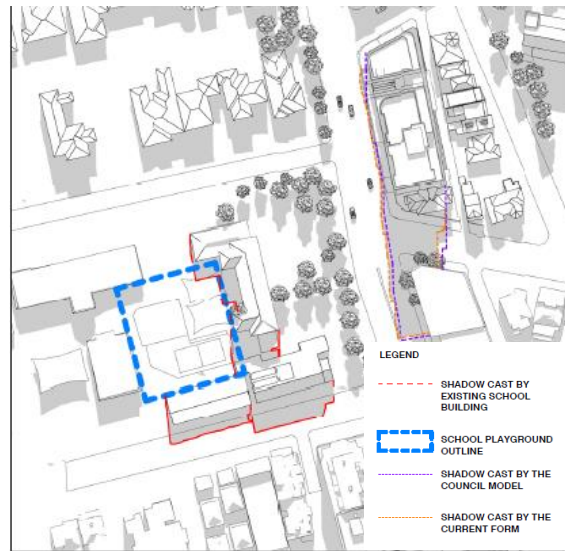 LEGEND
SHADOW CAST BY
EXISTING SCHOOL
BUILDING
SCHOOL PLAYGROUND
OUTLINE
SHADOW CAST BY THE
COUNCIL MODEL
SHADOW CAST BY THE
CURRENT FORM